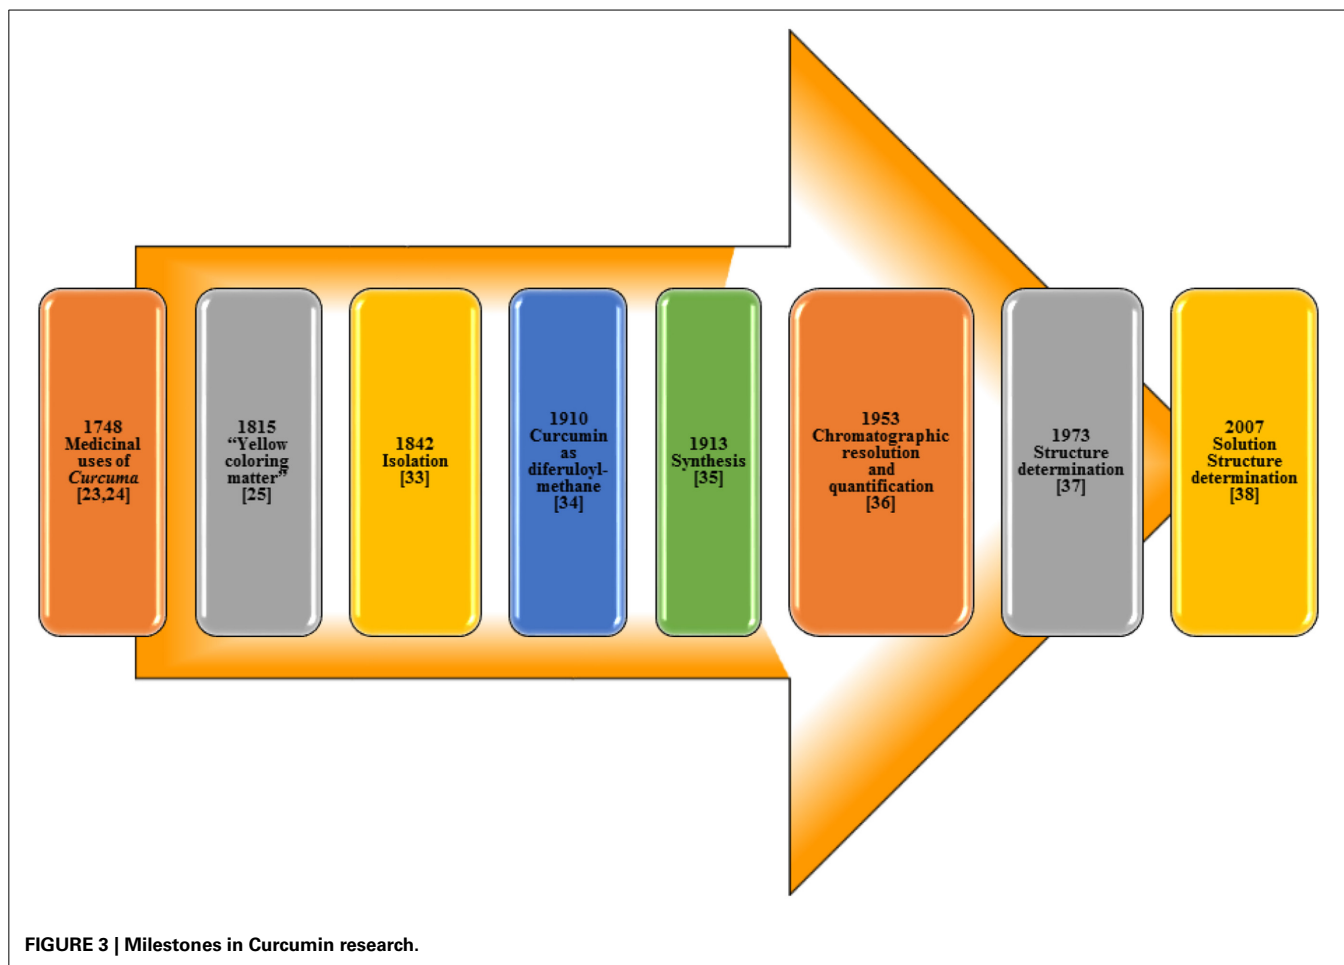 1748
Medicinal
uses of
Curcuma
[23,24]
1815
“Yellow
coloring
matter”
[25]
1842
Isolation
[33]
1910
Curcumin
as
diferuloyl-
methane
[34]
1913
Synthesis
[35]
1953
Chromatographic
resolution
and
quantification
[36]
1973
Structure
determination
[37]
2007
Solution
Structure
determination
[38]
FIGURE 3 | Milestones in Curcumin research.